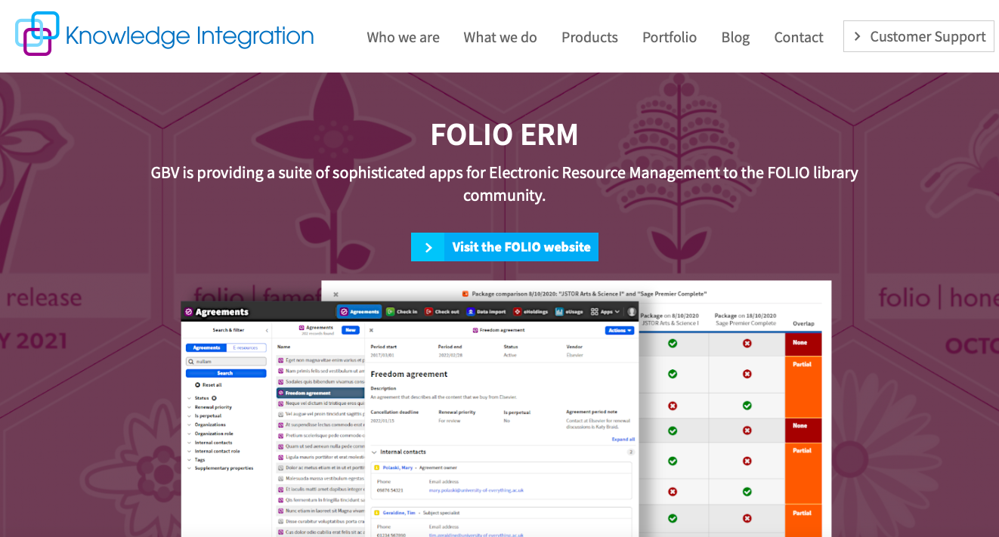 Knowledge Integration
Who we are
What we do
Products
Portfolio
Blog
Contact
Customer Support
FOLIO ERM
GBV is providing a suite of sophisticated apps for Electronic Resource Management to the FOLIO library
community.
Visit the FOLIO website
release
folio | fame
folio | hone
Y 2021
OCTO
Package comparison 8/10/2020: "JSTOR Arts & Science I" and "Sage Premier Complete"
Package on 8/10/2020
JSTOR Arts & Science I
Package on 18/10/2020
Sage Premier Complete
Overlap
None
Partial
None
Partial
Partial
Agreements
Agreements
Check in
Check out
Data import
eHoldings
eUsage
Apps
Search & filter
Agreements
E-resources
nullam
Search
Reset all
Status
Renewal priority
Is perpetual
Organizations
Organization role
Internal contacts
Internal contact role
Tags
Supplementary properties
Agreements
records found
New
Name
Eget non magna vitae enim varius et p
Nam primis felis sed vestibulum ut am
Sodales quis bibendum vivamus cons
Freedom agreement
Neque vel dictum id tristique eros qui
Vel augue vel proin tincidunt sagittis p
At suspendisse lectus commodo erat
Pretium scelerisque pede commodo c
Quam ut sed aenean nulla pede comm
Ligula mauris porttitor et erat molesti
Dolor ac metus etiam et in ut et portti
Malesuada massa vestibulum egestas
Et iaculis matti amet dapibus integer
Qis fermentum In fringilla tincidunt sa
Nunc etiam in laoreet sit Magna vivam
Dese curabitur voluptatibus porta cra
Cus dolor odio cubilia erat felis sit ac
Freedom agreement
Actions
Period start
2017/03/01
Period end
2022/02/28
Status
Active
Vendor
Elsevier
Freedom agreement
Description
An agreement that describes all the content that we buy from Elsevier.
Cancellation deadline
2022/01/15
Renewal priority
For review
Is perpetual
No
Agreement period note
Contact at Elsevier for renewal
discussions is Katy Braid.
Expand all
Internal contacts
2
Polaski, Mary • Agreement owner
Phone
09876 54321
Email address
mary.polaski@university-of-everything.ac.uk
Geraldine, Tim • Subject specialist
Phone
01234 567890
Email address
tim.geraldine@university-of-everything.ac.uk